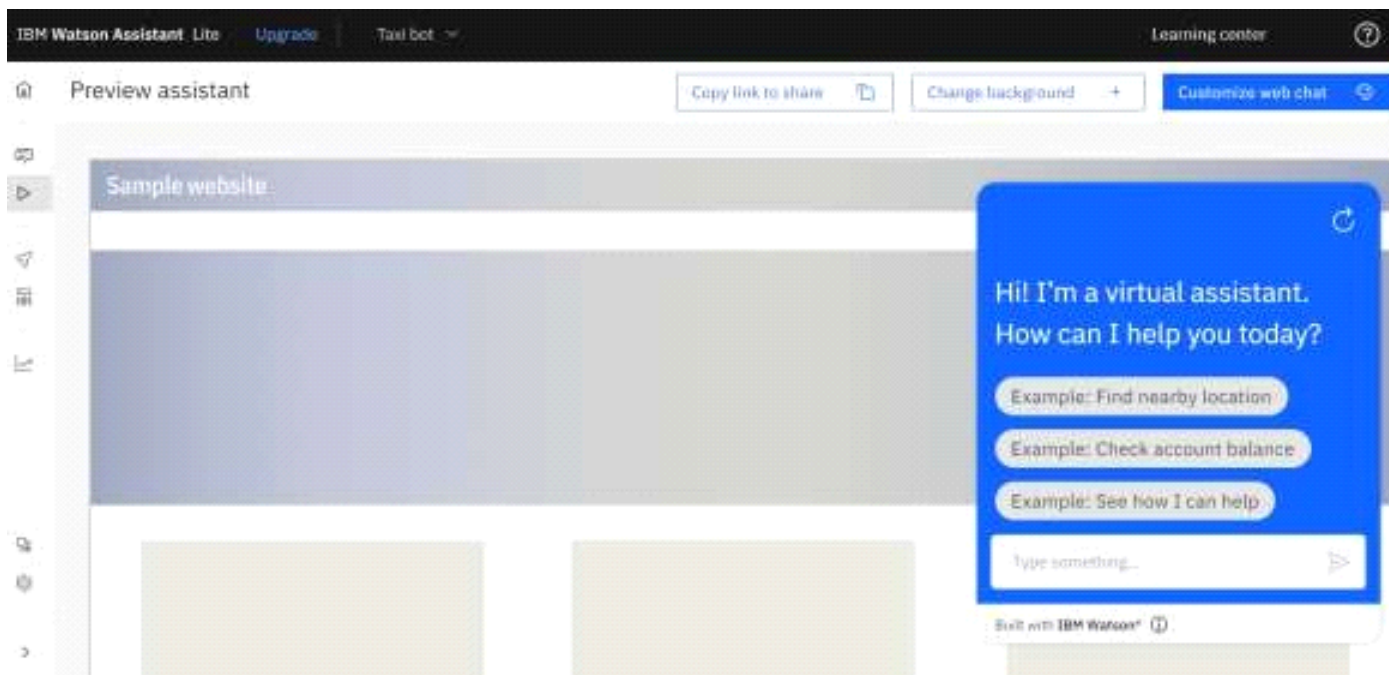 IBM Watson Assistant Lite Upgrade Taxi bot Learning center
Preview assistant Copy link to share Change background + Customize web chat
Sample website
Hi! I'm a virtual assistant.
How can I help you today?
Example: Find nearby location
Example: Check account balance
Example: See how I can help
Type something...
Built with IBM Watson®